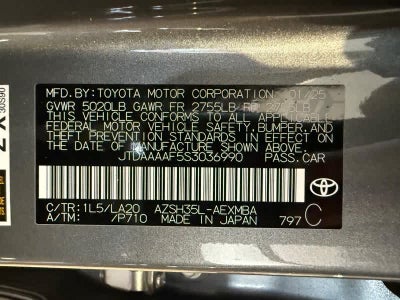 MFD.BY:TOYOTA MOTOR CORPORATION 01/25
GVWR 5020LB GAWR FR 2755LB RR
THIS VEHICLE CONFORMS TO ALL APPLICABLE
FEDERAL MOTOR VEHICLE SAFETY, BUMPER, AND
THEFT PREVENTION STANDARDS IN EFFECT ON
THE DATE OF MANUFACTURE SHOWN ABOVE.
JTDAAAAF5S3036990 PASS.CAR
C/TR:1L5/LA20 AZSH35L-AEXMBA
A/TM: /P710 MADE IN JAPAN 797 C
TOYOTA